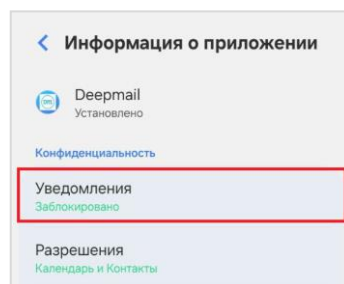 Информация о приложении
Deepmail
Установлено
Конфиденциальность
Уведомления
Заблокировано
Разрешения
Календарь и Контакты